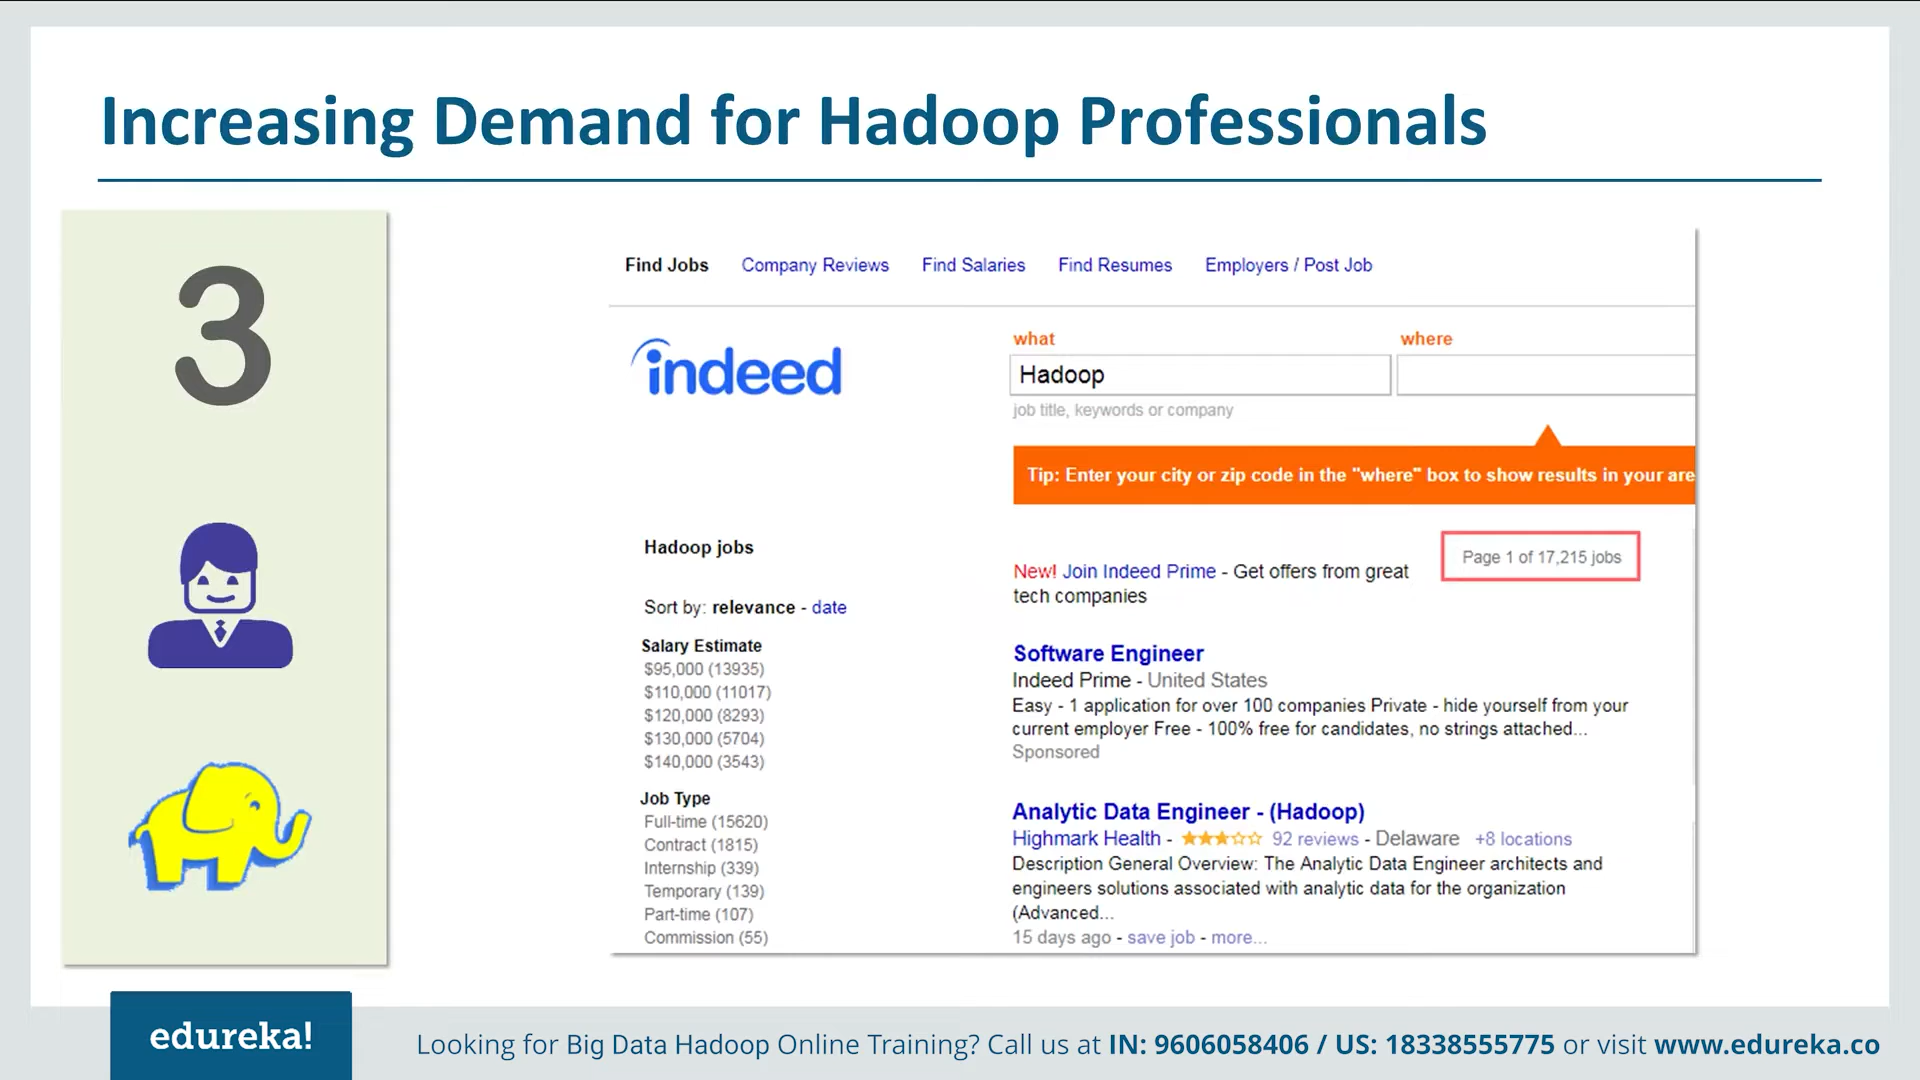 Increasing Demand for Hadoop Professionals
3
Find Jobs Company Reviews Find Salaries Find Resumes Employers / Post Job
indeed
what where
Hadoop
job title, keywords or company
Tip: Enter your city or zip code in the "where" box to show results in your are
Hadoop jobs
Sort by: relevance - date
Salary Estimate
$95,000 (13935)
$110,000 (11017)
$120,000 (8293)
$130,000 (5704)
$140,000 (3543)
Job Type
Full-time (15620)
Contract (1815)
Internship (339)
Temporary (139)
Part-time (107)
Commission (55)
Page 1 of 17,215 jobs
New! Join Indeed Prime - Get offers from great
tech companies
Software Engineer
Indeed Prime - United States
Easy - 1 application for over 100 companies Private - hide yourself from your
current employer Free - 100% free for candidates, no strings attached...
Sponsored
Analytic Data Engineer - (Hadoop)
Highmark Health - 92 reviews - Delaware +8 locations
Description General Overview: The Analytic Data Engineer architects and
engineers solutions associated with analytic data for the organization
(Advanced...
15 days ago - save job - more...
edureka!
Looking for Big Data Hadoop Online Training? Call us at IN: 9606058406 / US: 18338555775 or visit www.edureka.co